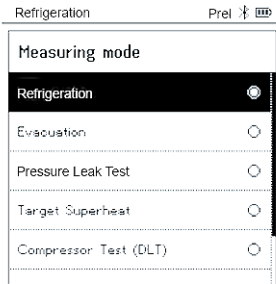 Refrigeration Prel
Measuring mode
Refrigeration
Evacuation
Pressure Leak Test
Target Superheat
Compressor Test (DLT)